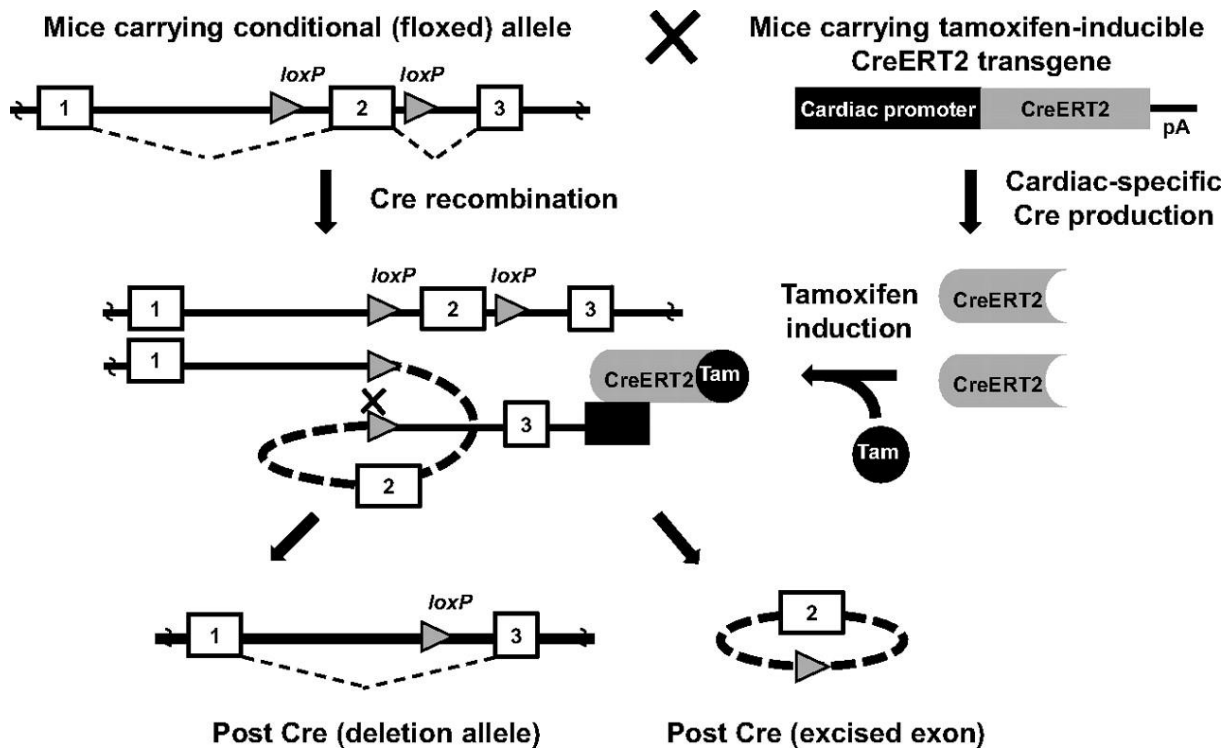 Mice carrying conditional (floxed) allele
Mice carrying tamoxifen-inducible
CreERT2 transgene
loxP
loxP
1
2
3
Cardiac promoter
CreERT2
pA
Cre recombination
Cardiac-specific
Cre production
loxP
loxP
1
2
3
Tamoxifen
induction
CreERT2
1
CreERT2
Tam
CreERT2
3
Tam
2
loxP
1
3
2
Post Cre (deletion allele)
Post Cre (excised exon)